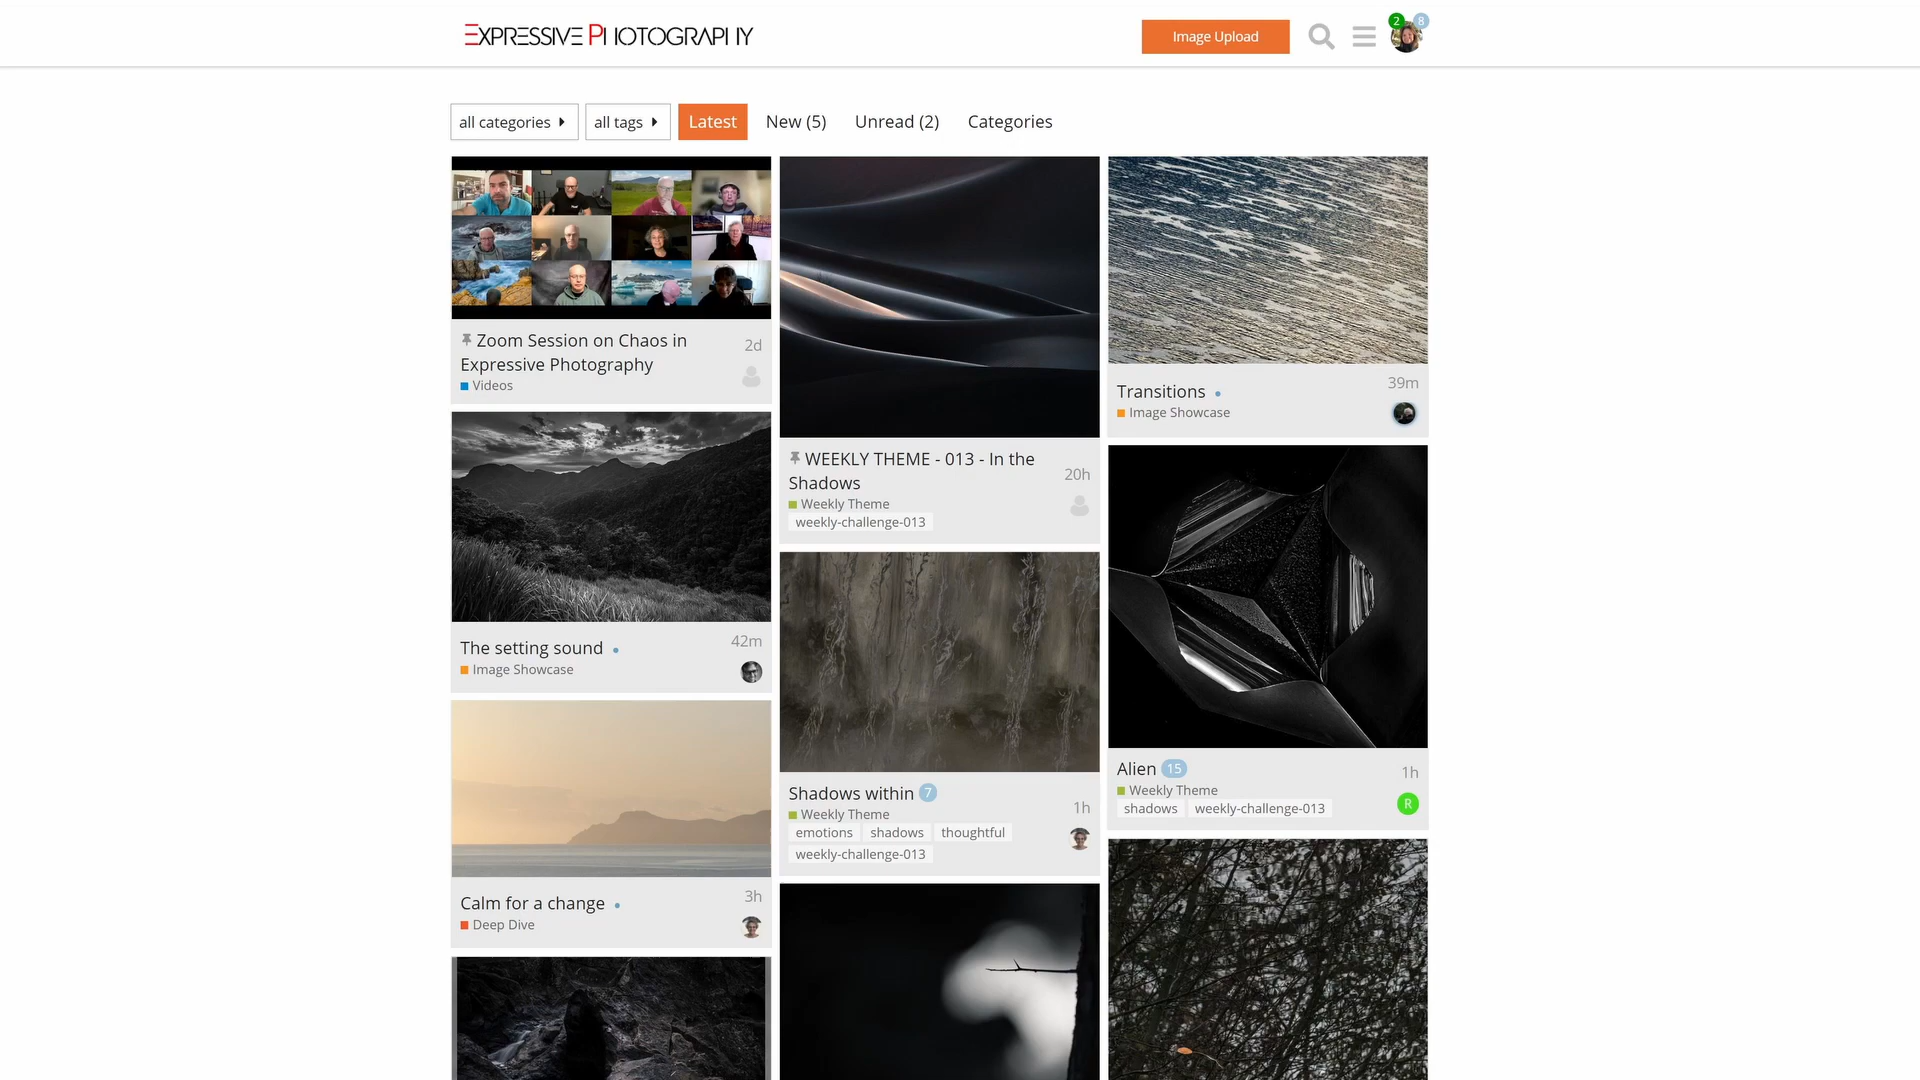 EXPRESSIVE PHOTOGRAPHY
Image Upload
2
8
all categories
all tags
Latest
New (5)
Unread (2)
Categories
Zoom Session on Chaos in
Expressive Photography
2d
Videos
The setting sound
42m
Image Showcase
Calm for a change
3h
Deep Dive
WEEKLY THEME - 013 - In the
Shadows
20h
Weekly Theme
weekly-challenge-013
Shadows within 7
1h
Weekly Theme
emotions shadows thoughtful
weekly-challenge-013
Transitions
39m
Image Showcase
Alien 15
1h
Weekly Theme
shadows weekly-challenge-013
R